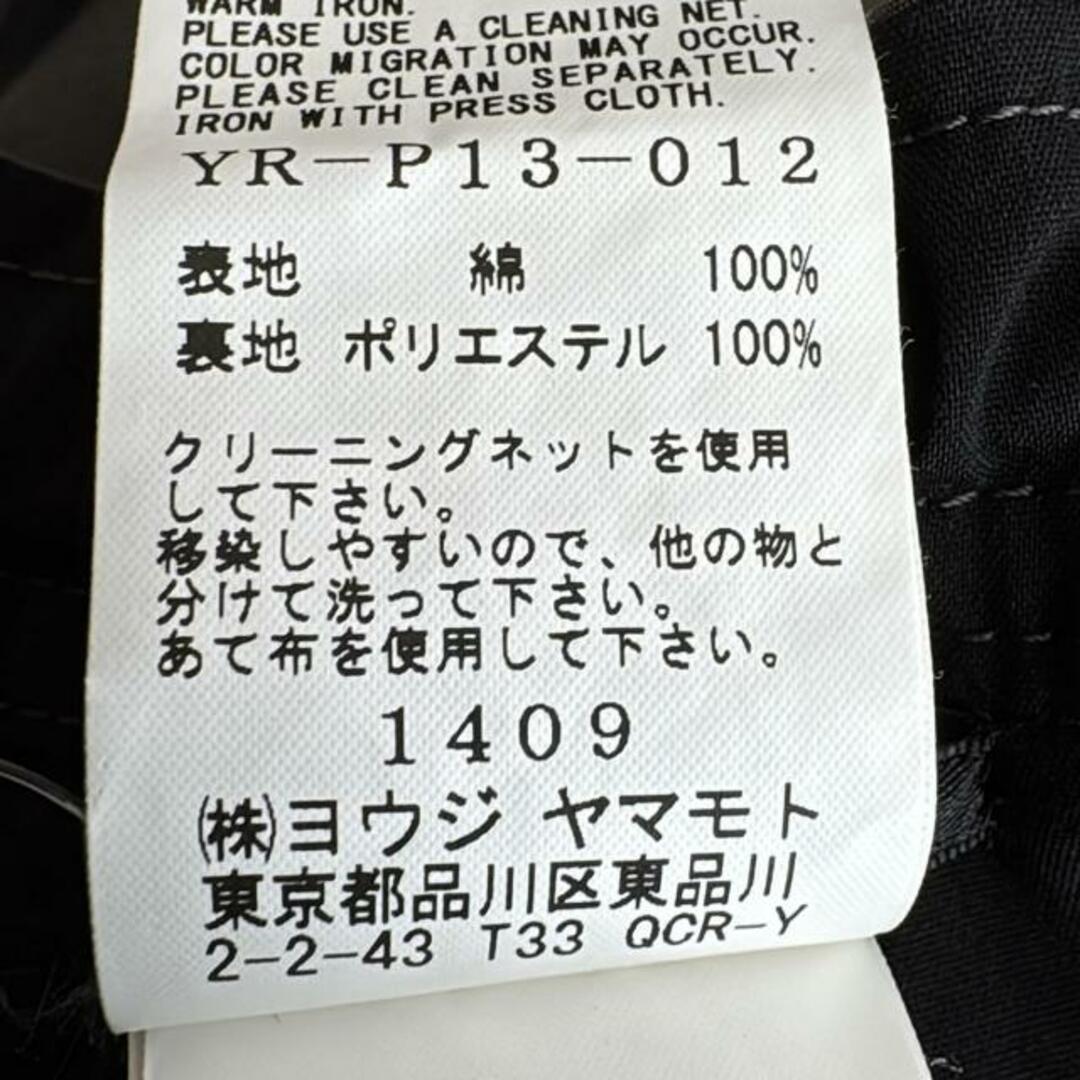 WARM IRON.
PLEASE USE A CLEANING NET.
COLOR MIGRATION MAY OCCUR.
PLEASE CLEAN SEPARATELY.
IRON WITH PRESS CLOTH.
YR-P13-012
表地 綿 100%
裏地 ポリエステル 100%
クリーニングネットを使用
して下さい。
移染しやすいので、他の物と
分けて洗って下さい。
あて布を使用して下さい。
1409
㈱ヨウジ ヤマモト
東京都品川区東品川
2-2-43 T33 QCR-Y